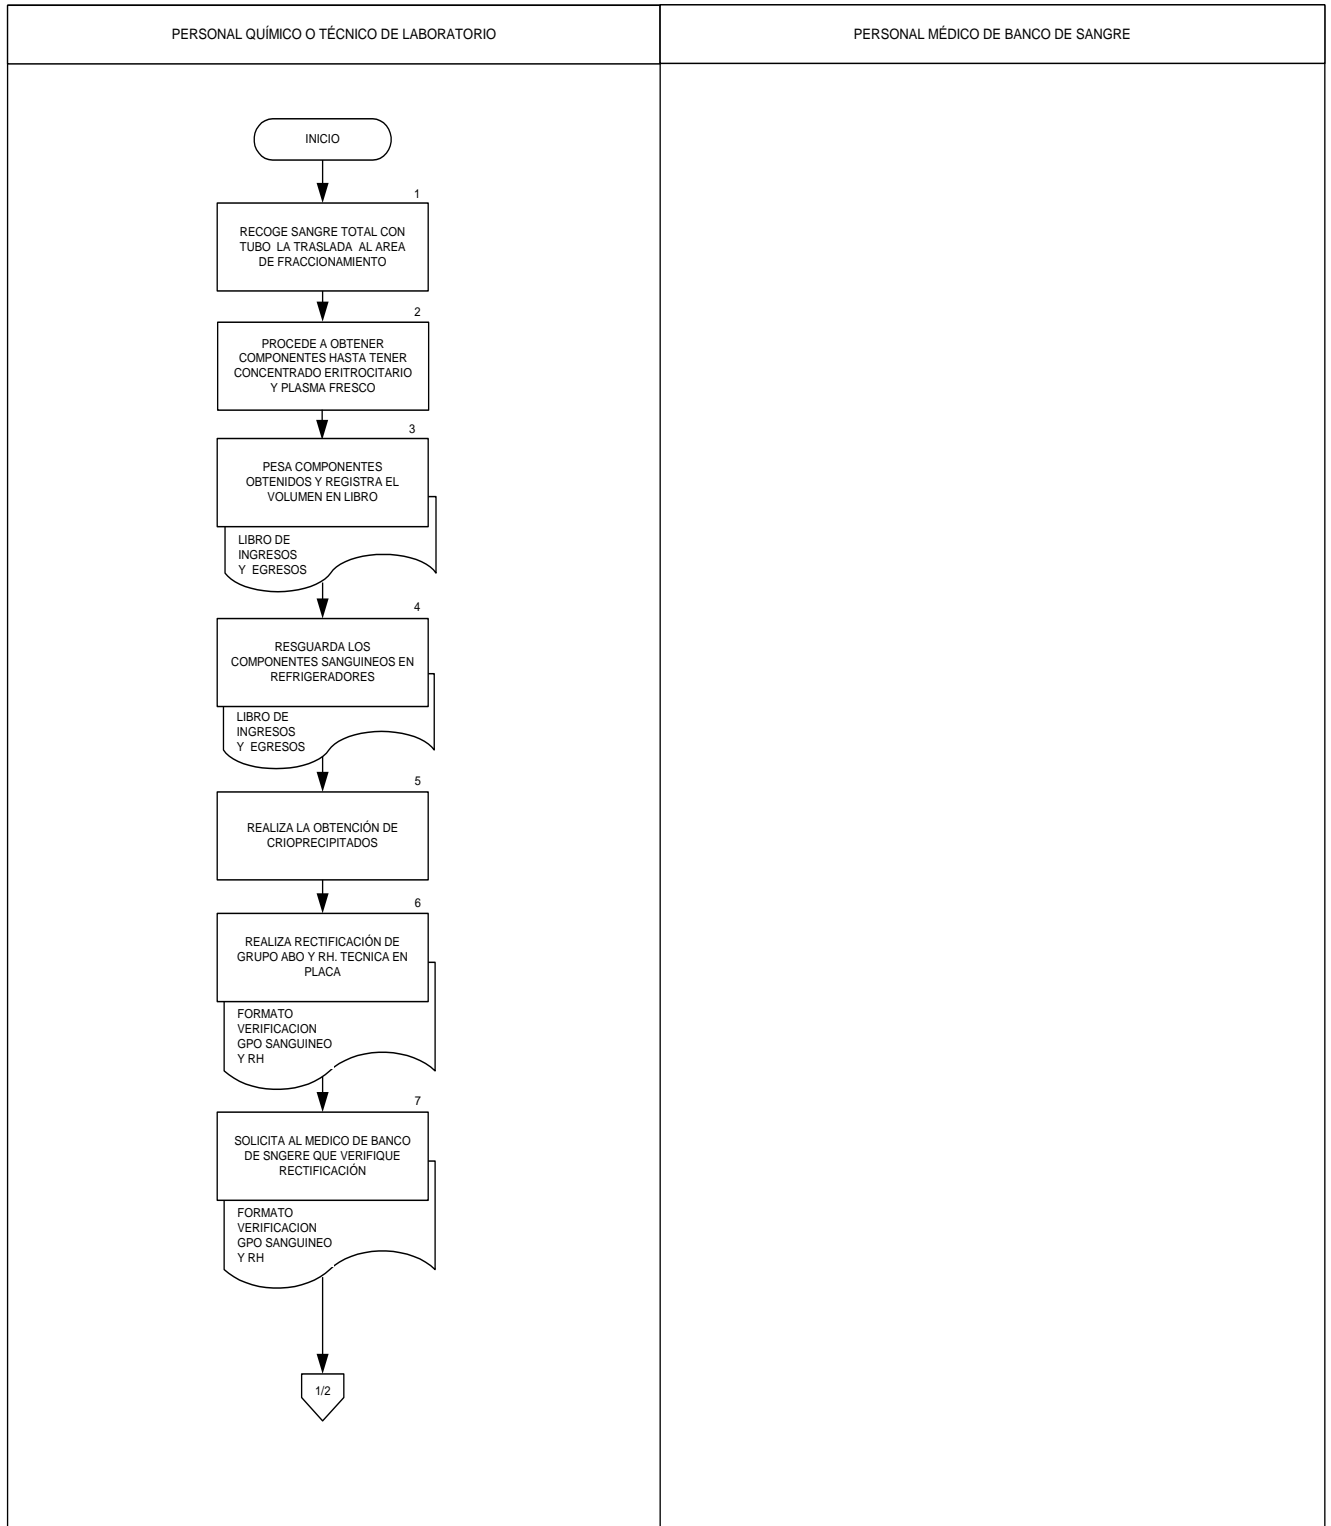 PERSONAL QUÍMICO O TÉCNICO DE LABORATORIO
PERSONAL MÉDICO DE BANCO DE SANGRE
INICIO
1
RECOGE SANGRE TOTAL CON
TUBO LA TRASLADA AL AREA
DE FRACCIONAMIENTO
2
PROCEDE A OBTENER
COMPONENTES HASTA TENER
CONCENTRADO ERITROCITARIO
Y PLASMA FRESCO
3
PESA COMPONENTES
OBTENIDOS Y REGISTRA EL
VOLUMEN EN LIBRO
LIBRO DE
INGRESOS
Y EGRESOS
4
RESGUARDA LOS
COMPONENTES SANGUINEOS EN
REFRIGERADORES
LIBRO DE
INGRESOS
Y EGRESOS
5
REALIZA LA OBTENCIÓN DE
CRIOPRECIPITADOS
6
REALIZA RECTIFICACIÓN DE
GRUPO ABO Y RH. TECNICA EN
PLACA
FORMATO
VERIFICACION
GPO SANGUINEO
Y RH
7
SOLICITA AL MEDICO DE BANCO
DE SNGERE QUE VERIFIQUE
RECTIFICACIÓN
FORMATO
VERIFICACION
GPO SANGUINEO
Y RH
1/2